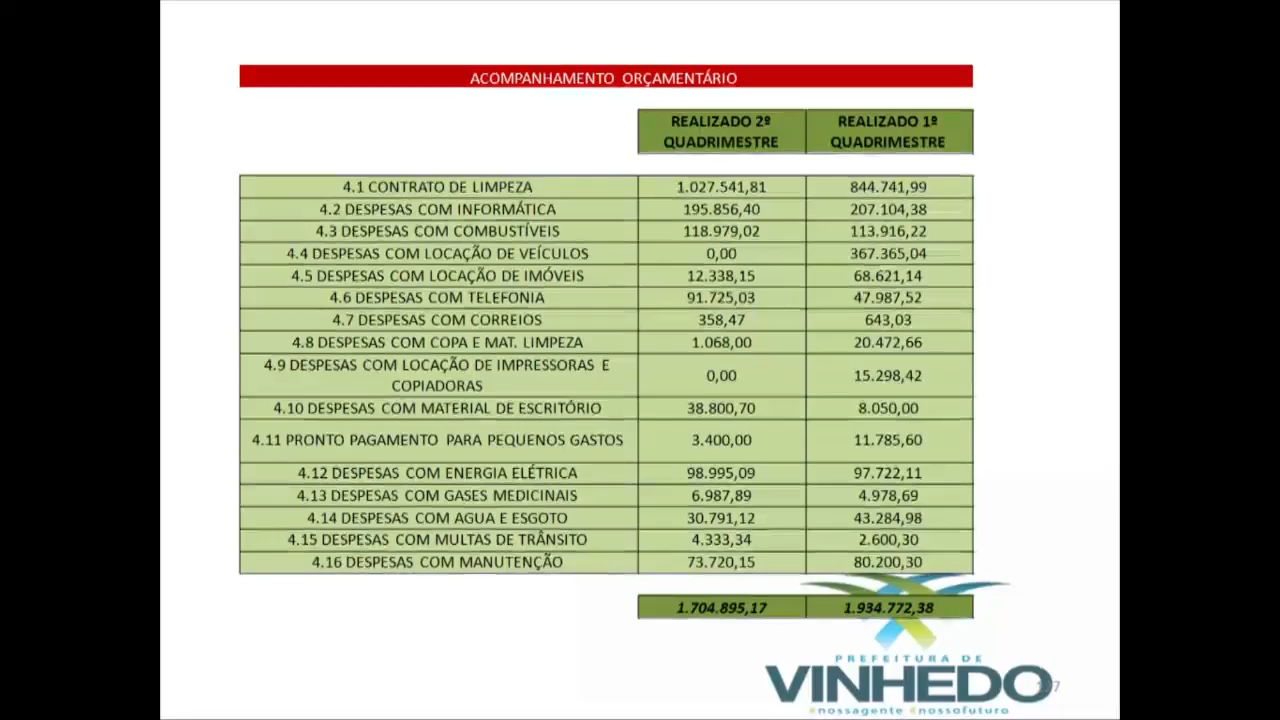 ACOMPANHAMENTO ORÇAMENTÁRIO
REALIZADO 2º QUADRIMESTRE REALIZADO 1º QUADRIMESTRE
4.1 CONTRATO DE LIMPEZA 1.027.541,81 844.741,99
4.2 DESPESAS COM INFORMÁTICA 195.856,40 207.104,38
4.3 DESPESAS COM COMBUSTÍVEIS 118.979,02 113.916,22
4.4 DESPESAS COM LOCAÇÃO DE VEÍCULOS 0,00 367.365,04
4.5 DESPESAS COM LOCAÇÃO DE IMÓVEIS 12.338,15 68.621,14
4.6 DESPESAS COM TELEFONIA 91.725,03 47.987,52
4.7 DESPESAS COM CORREIOS 358,47 643,03
4.8 DESPESAS COM COPA E MAT. LIMPEZA 1.068,00 20.472,66
4.9 DESPESAS COM LOCAÇÃO DE IMPRESSORAS E
COPIADORAS 0,00 15.298,42
4.10 DESPESAS COM MATERIAL DE ESCRITÓRIO 38.800,70 8.050,00
4.11 PRONTO PAGAMENTO PARA PEQUENOS GASTOS 3.400,00 11.785,60
4.12 DESPESAS COM ENERGIA ELÉTRICA 98.995,09 97.722,11
4.13 DESPESAS COM GASES MEDICINAIS 6.987,89 4.978,69
4.14 DESPESAS COM AGUA E ESGOTO 30.791,12 43.284,98
4.15 DESPESAS COM MULTAS DE TRÂNSITO 4.333,34 2.600,30
4.16 DESPESAS COM MANUTENÇÃO 73.720,15 80.200,30
1.704.895,17 1.934.772,38
PREFEITURA DE
VINHEDO
#nossagente #nossofuturo